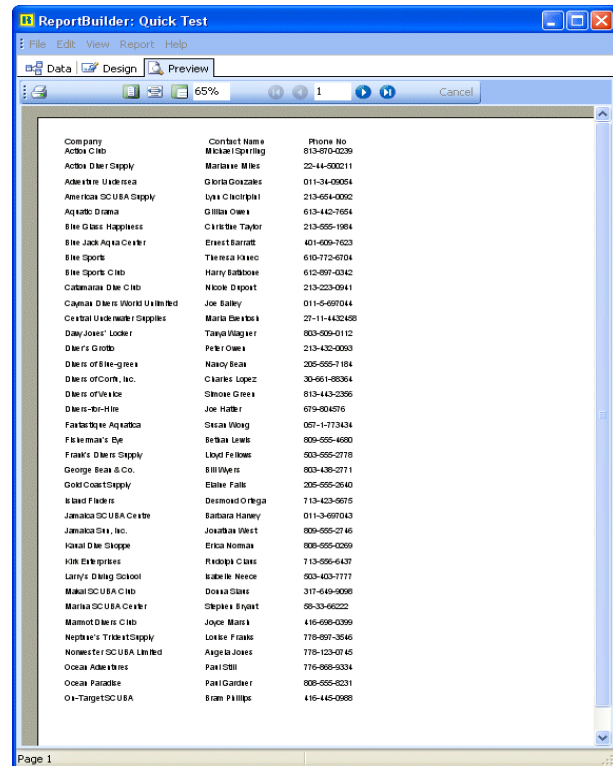 ReportBuilder: Quick Test
File Edit View Report Help
Data Design Preview
65% 1 Cancel
Company Contact Name Phone No
Action Club Michael Spurling 813-870-0239
Action Diver Supply Marianne Miles 22-44-500211
Adventure Undersea Gloria Gonzales 011-34-09054
American SCUBA Supply Lynn Cinciripini 213-654-0092
Aquatic Drama Gillian Owen 613-442-7654
Blue Glass Happiness Christine Taylor 213-555-1984
Blue Jack Aqua Center Ernest Barratt 401-609-7623
Blue Sports Theresa Kunec 610-772-6704
Blue Sports Club Harry Bathbone 612-897-0342
Catamaran Dive Club Nicole Dupont 213-223-0941
Cayman Divers World Unlimited Joe Bailey 011-5-697044
Central Underwater Supplies Maria Eventosh 27-11-4432458
Davy Jones' Locker Tanya Wagner 803-509-0112
Diver's Grotto Peter Owen 213-432-0093
Divers of Blue-green Nancy Bean 205-555-7184
Divers of Corfu, Inc. Charles Lopez 30-661-88364
Divers of Venice Simone Green 813-443-2356
Divers-for-Hire Joe Hatter 679-804576
Fantastique Aquatica Susan Wong 057-1-773434
Fisherman's Eye Bethan Lewis 809-555-4680
Frank's Divers Supply Lloyd Fellows 503-555-2778
George Bean & Co. Bill Wyers 803-438-2771
Gold Coast Supply Elaine Falls 205-555-2640
Island Finders Desmond Ortega 713-423-5675
Jamaica SCUBA Centre Barbara Harvey 011-3-697043
Jamaica Sun, Inc. Jonathan West 809-555-2746
Kauai Dive Shoppe Erica Norman 808-555-0269
Kirk Enterprises Rudolph Claus 713-556-6437
Larry's Diving School Isabelle Neece 503-403-7777
Makai SCUBA Club Donna Siaus 317-649-9098
Marina SCUBA Center Stephen Bryant 58-33-66222
Marmot Divers Club Joyce Marsh 416-698-0399
Neptune's Trident Supply Louise Franks 778-897-3546
Norwest er SCUBA Limited Angela Jones 778-123-0745
Ocean Adventures Paul Still 776-868-9334
Ocean Paradise Paul Gardner 808-555-8231
On-Target SCUBA Bram Phillips 416-445-0988
Page 1